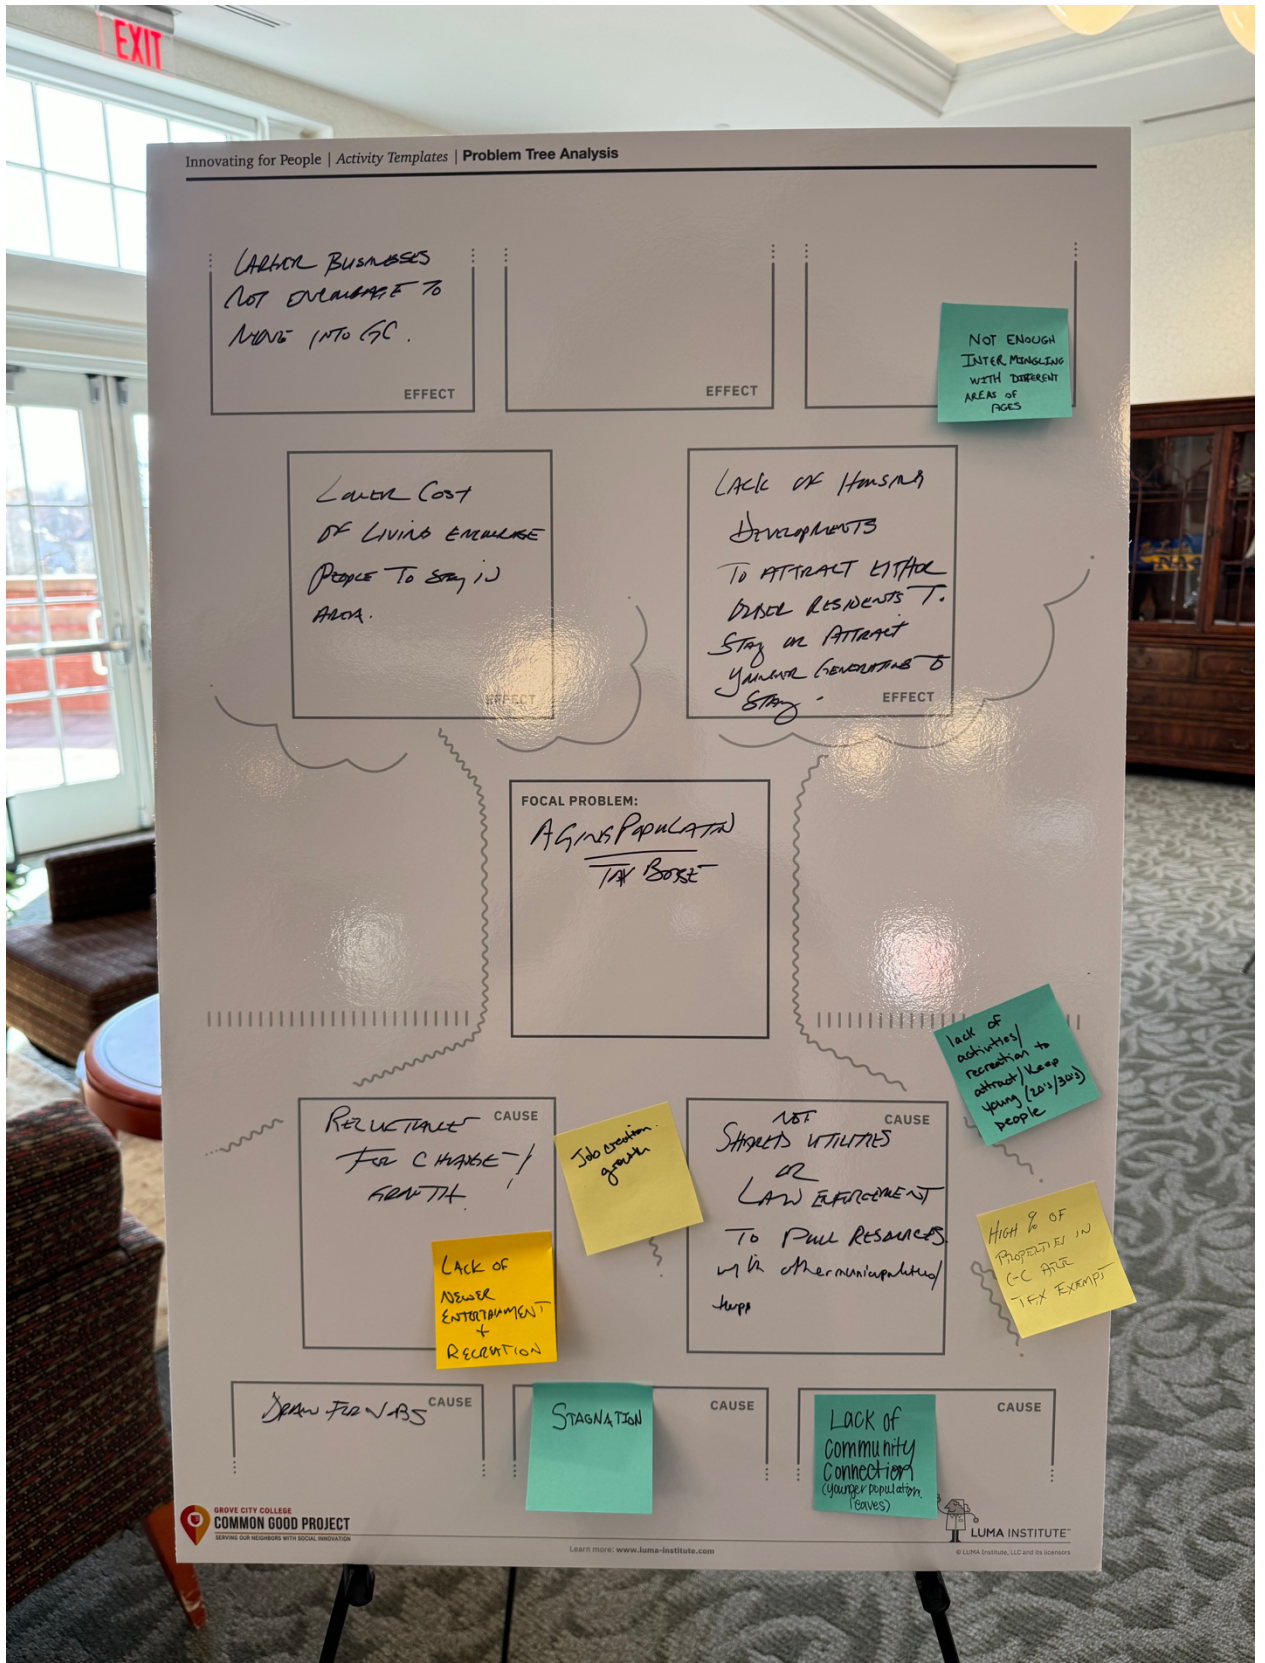 EXIT
Innovating for People | Activity Templates | Problem Tree Analysis
LARGER BUSINESSES
NOT ENCOURAGE TO
MOVE INTO GC.
EFFECT
EFFECT
NOT ENOUGH
INTER MINGLING
WITH DIFFERENT
AREAS OF
AGES
LOWER COST
OF LIVING ENCOURAGE
PEOPLE TO STAY IN
AREA.
EFFECT
LACK OF HOUSING
DEVELOPMENTS
TO ATTRACT EITHER
OLDER RESIDENTS TO
STAY OR ATTRACT
YOUNGER GENERATIONS TO
STAY.
EFFECT
FOCAL PROBLEM:
AGING POPULATION
TAX BASE
lack of
activities/
recreation to
attract/keep
young (20's/30's)
people
CAUSE
RELUCTANCE
FOR CHANGE/
GROWTH
Job creation
growth
CAUSE
NOT
SHARED UTILITIES
OR
LAW ENFORCEMENT
TO PULL RESOURCES
with other municipalities/
LACK OF
NEWER
ENTERTAINMENT
+
RECREATION
HIGH % OF
PROPERTIES IN
GC ARE
TAX EXEMPT
DRAW FOR JOBS
CAUSE
STAGNATION
CAUSE
Lack of
community
connection
(younger population
leaves)
CAUSE
GROVE CITY COLLEGE
COMMON GOOD PROJECT
SERVING OUR NEIGHBORS WITH SOCIAL INNOVATION
Learn more: www.luma-institute.com
LUMA INSTITUTE™
© LUMA Institute, LLC and its licensors